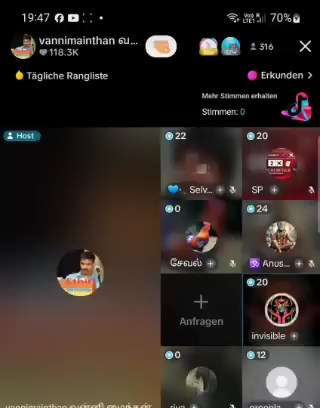 19:47
70%
vannimainthan வ...
118.3K
316
Tägliche Rangliste
Erkunden >
Mehr Stimmen erhalten
Stimmen: 0
Host
22
20
Selv...
SP
0
24
சேவல்
Anus...
Anfragen
20
invisible
0
12